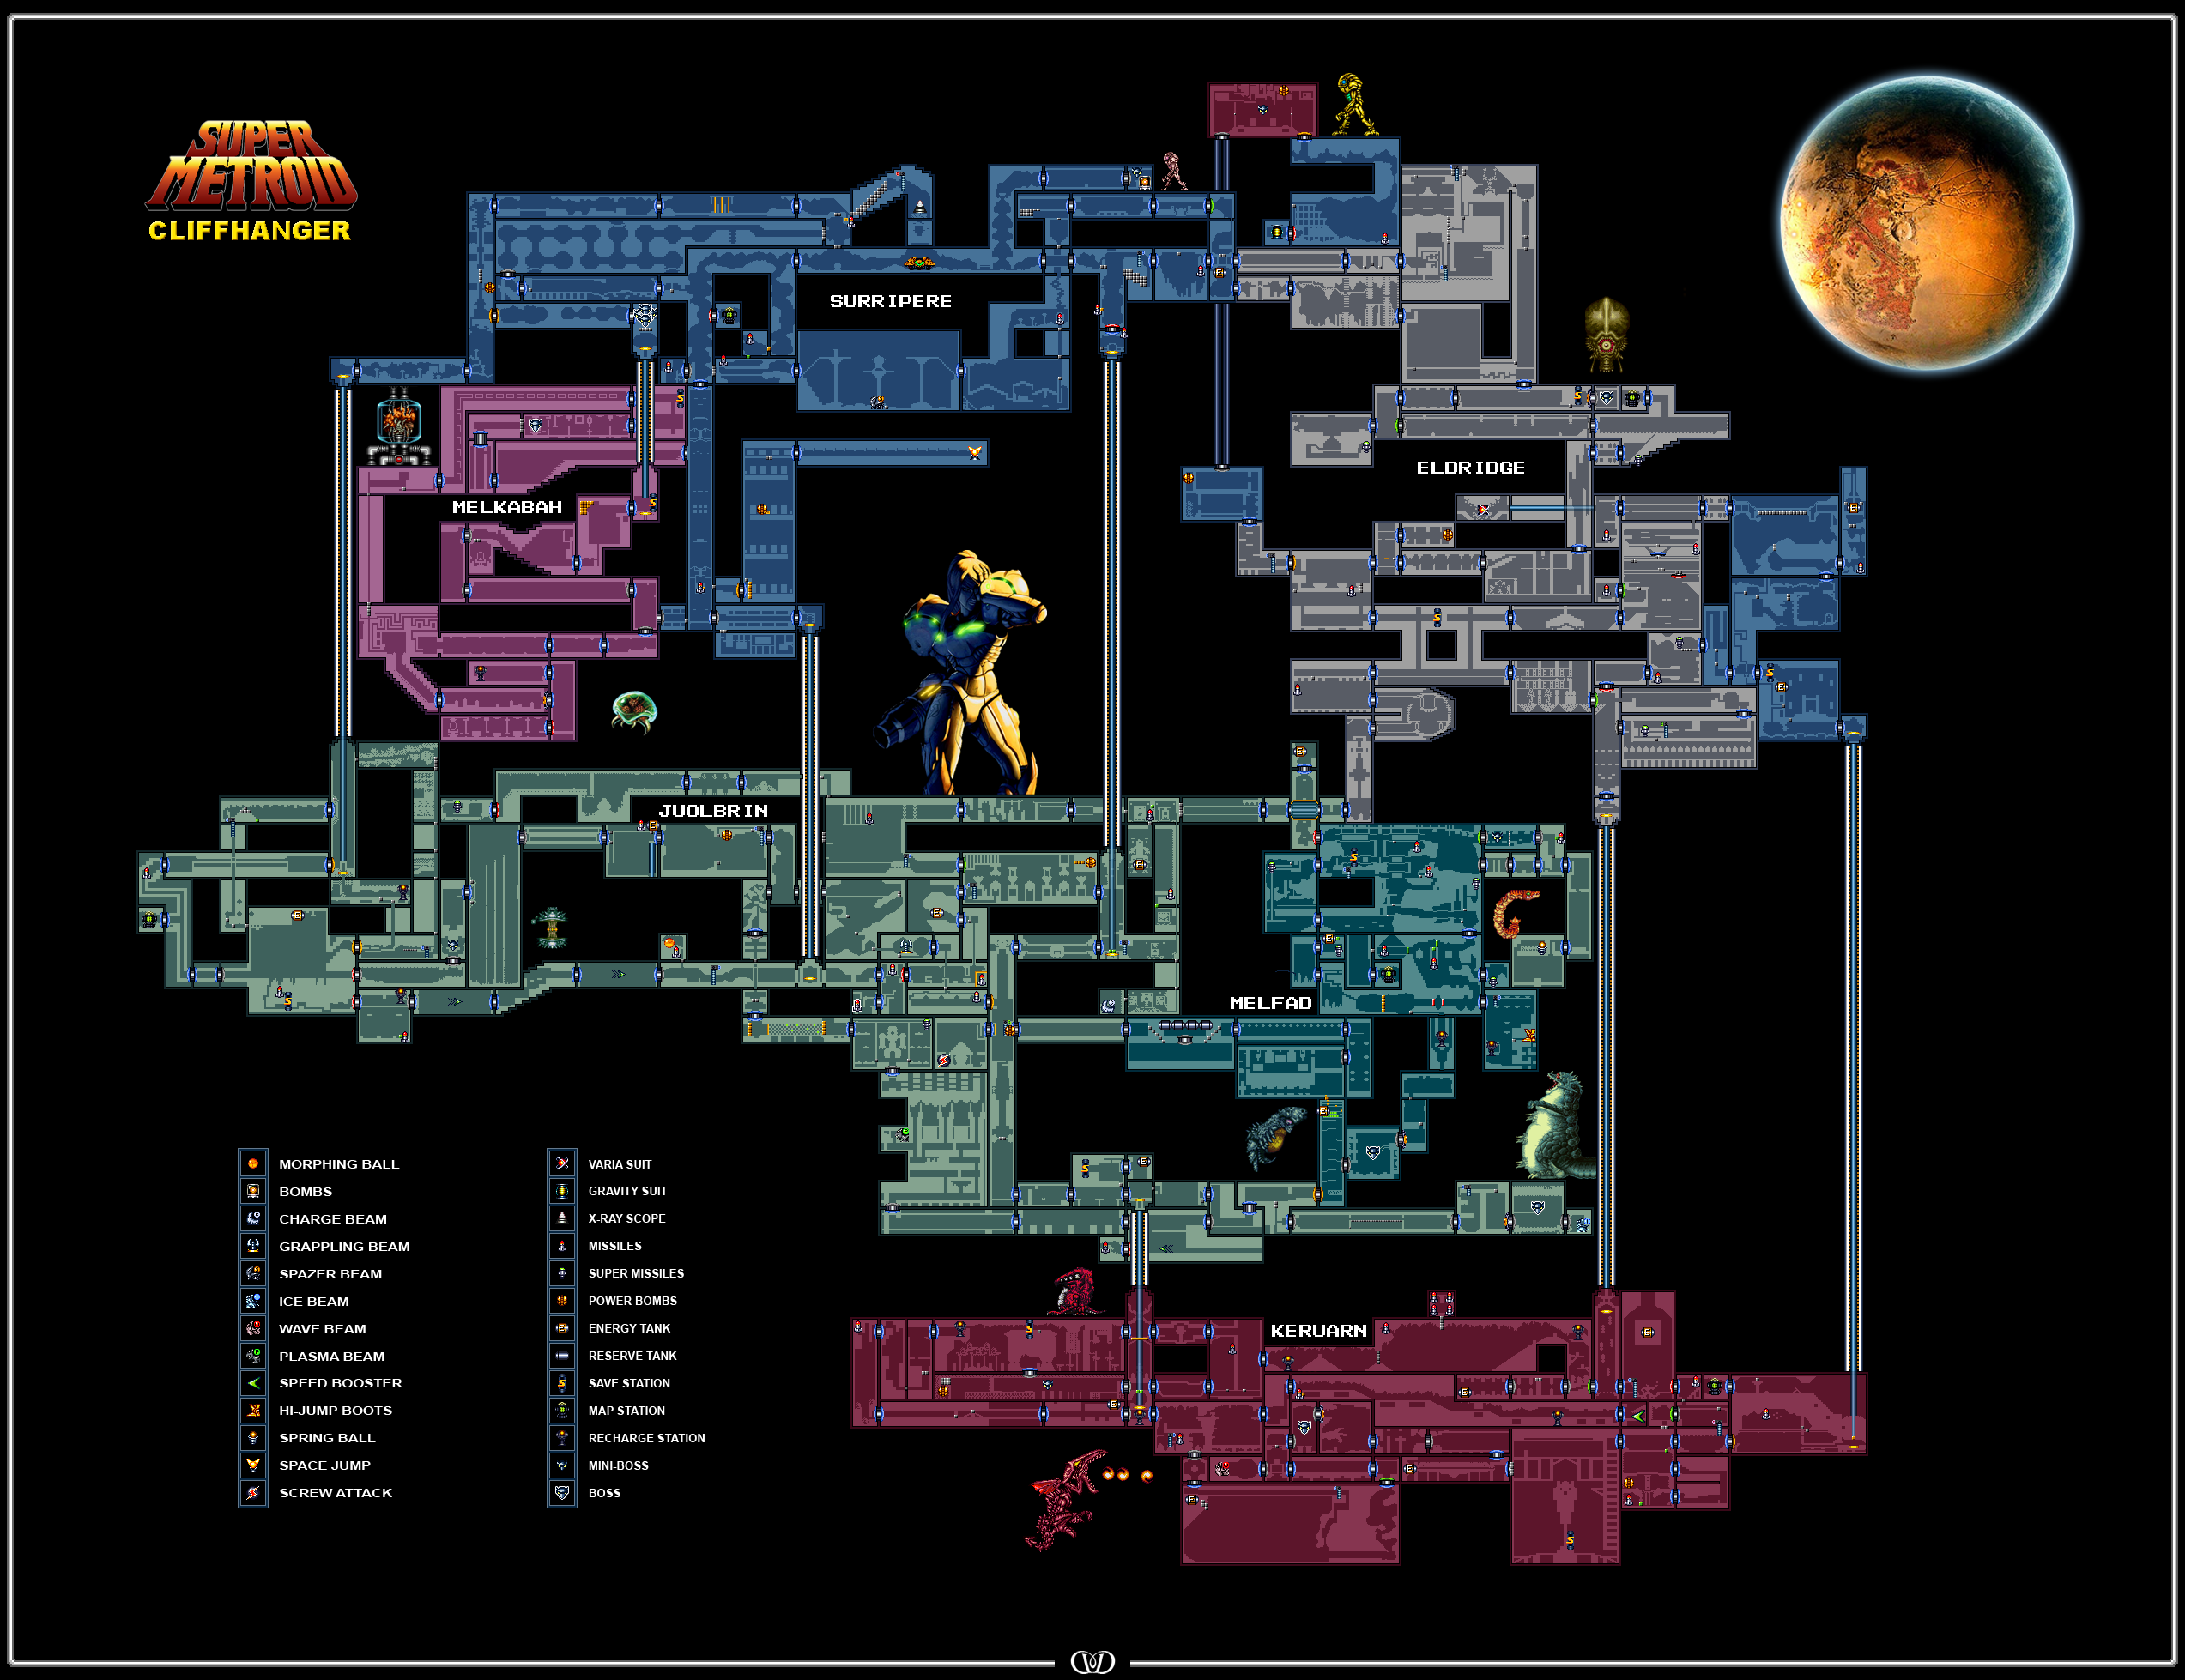 SUPER
METROID
CLIFFHANGER
SURRIPERE
ELDRIDGE
MELKABAH
JUOLBRIN
MELFAD
KERUARN
MORPHING BALL
BOMBS
CHARGE BEAM
GRAPPLING BEAM
SPAZER BEAM
ICE BEAM
WAVE BEAM
PLASMA BEAM
SPEED BOOSTER
HI-JUMP BOOTS
SPRING BALL
SPACE JUMP
SCREW ATTACK
VARIA SUIT
GRAVITY SUIT
X-RAY SCOPE
MISSILES
SUPER MISSILES
POWER BOMBS
ENERGY TANK
RESERVE TANK
SAVE STATION
MAP STATION
RECHARGE STATION
MINI-BOSS
BOSS